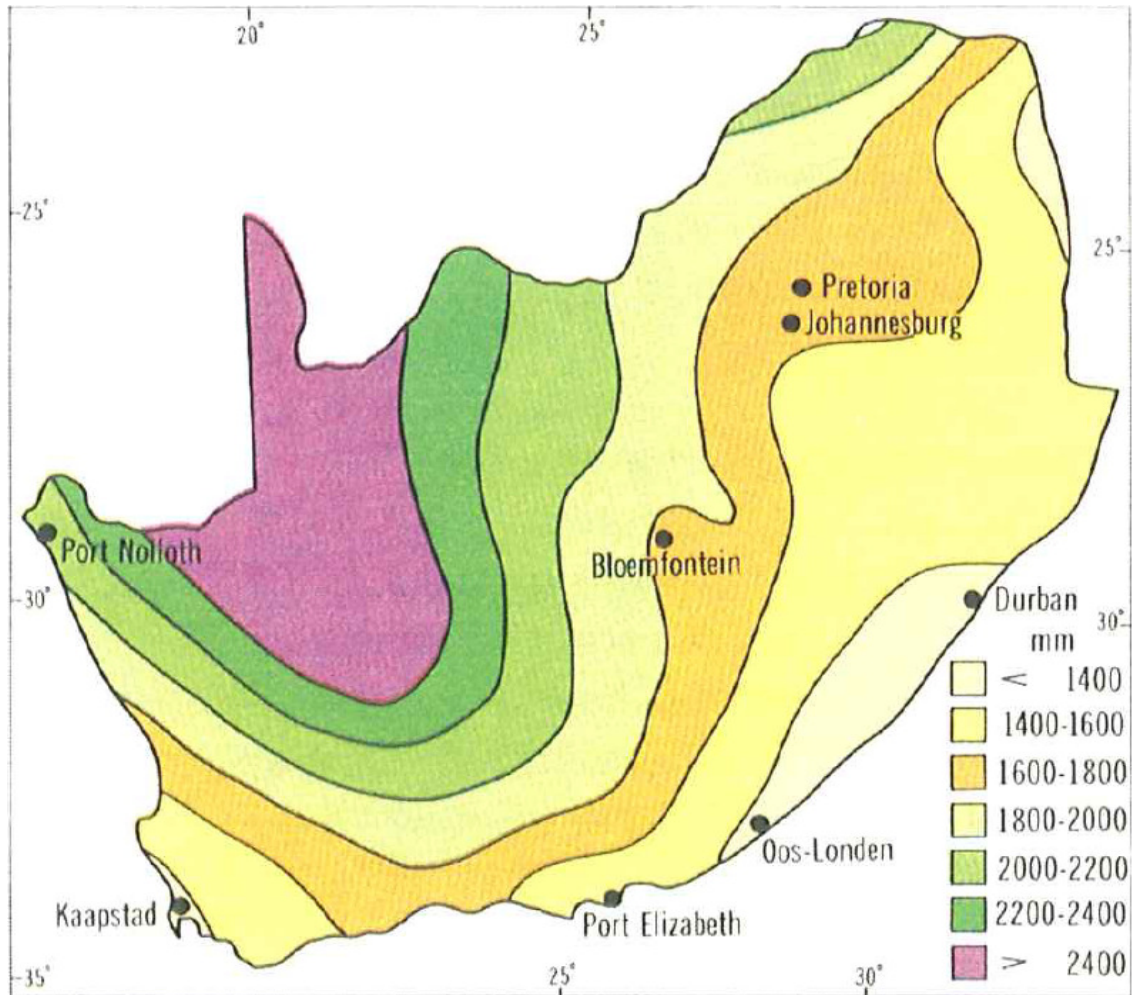 20° 25°
-25°
25°-
Pretoria
Johannesburg
Port Nolloth
Bloemfontein
-30°
Durban
30°-
mm
< 1400
1400-1600
1600-1800
1800-2000
Oos-Londen
2000-2200
Kaapstad
Port Elizabeth
2200-2400
> 2400
-35°
25° 30°